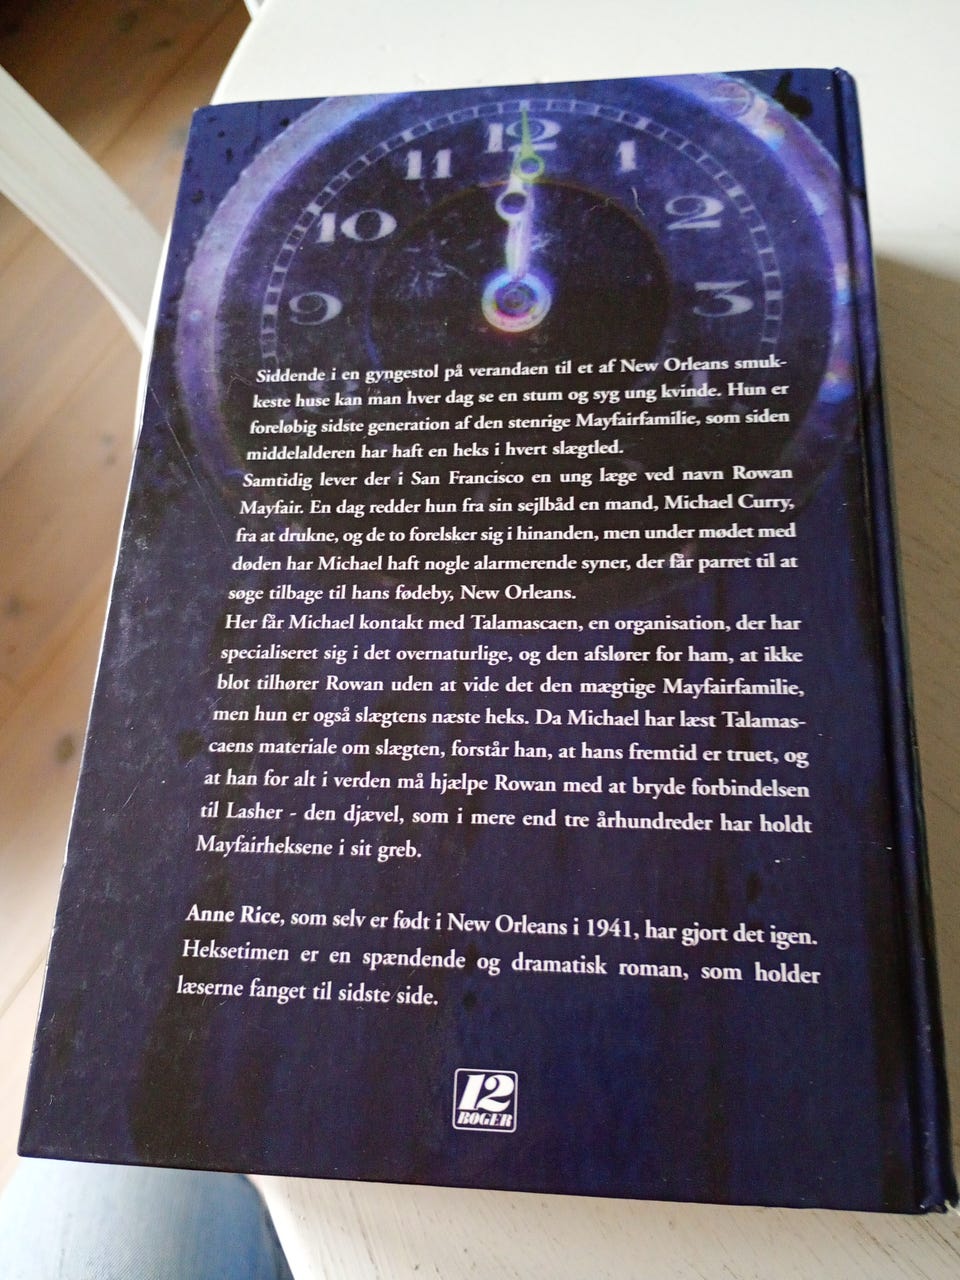 12
11
1
10
2
9
3
Siddende i en gyngestol på verandaen til et af New Orleans smuk-
keste huse kan man hver dag se en stum og syg ung kvinde. Hun er
foreløbig sidste generation af den stenrige Mayfairfamilie, som siden
middelalderen har haft en heks i hvert slægtled.
Samtidig lever der i San Francisco en ung læge ved navn Rowan
Mayfair. En dag redder hun fra sin sejlbåd en mand, Michael Curry,
fra at drukne, og de to forelsker sig i hinanden, men under mødet med
døden har Michael haft nogle alarmerende syner, der får parret til at
søge tilbage til hans fødeby, New Orleans.
Her får Michael kontakt med Talamascaen, en organisation, der har
specialiseret sig i det overnaturlige, og den afslører for ham, at ikke
blot tilhører Rowan uden at vide det den mægtige Mayfairfamilie,
men hun er også slægtens næste heks. Da Michael har læst Talamas-
caens materiale om slægten, forstår han, at hans fremtid er truet, og
at han for alt i verden må hjælpe Rowan med at bryde forbindelsen
til Lasher - den djævel, som i mere end tre århundreder har holdt
Mayfairheksene i sit greb.
Anne Rice, som selv er født i New Orleans i 1941, har gjort det igen.
Heksetimen er en spændende og dramatisk roman, som holder
læserne fanget til sidste side.
12
BØGER